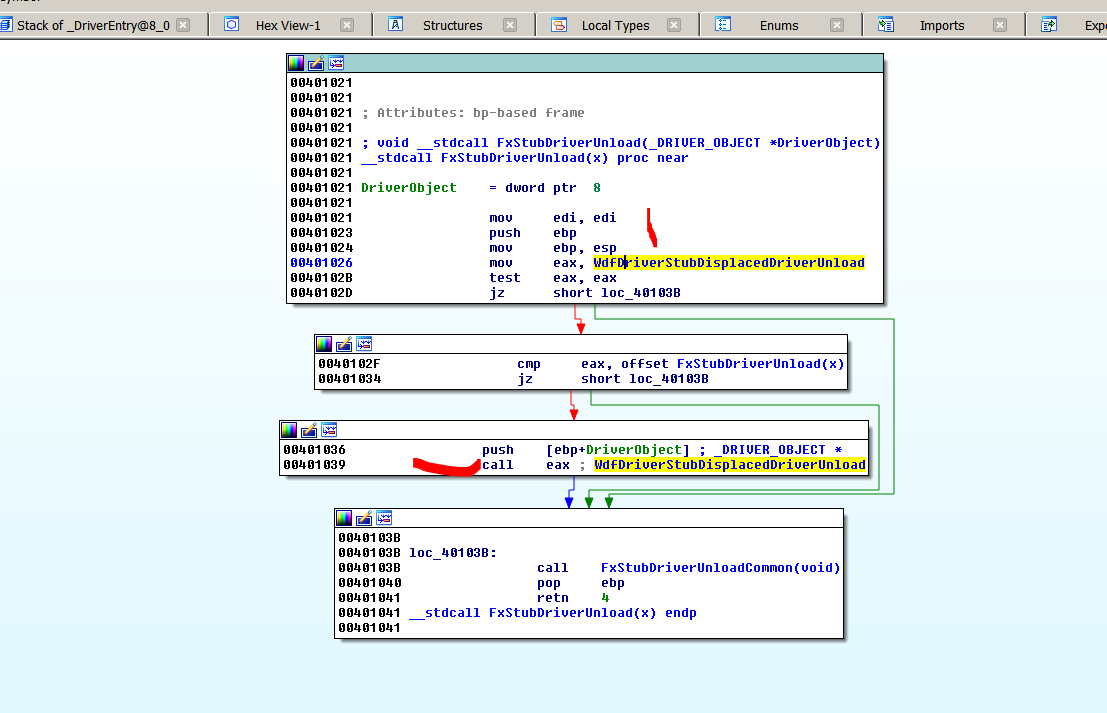 Stack of _DriverEntry@8_0
Hex View-1
Structures
Local Types
Enums
Imports
00401021
00401021
00401021 ; Attributes: bp-based frame
00401021
00401021 ; void __stdcall FxStubDriverUnload(_DRIVER_OBJECT *DriverObject)
00401021 __stdcall FxStubDriverUnload(x) proc near
00401021
00401021 DriverObject = dword ptr 8
00401021
00401021 mov edi, edi
00401023 push ebp
00401024 mov ebp, esp
00401026 mov eax, WdfDriverStubDisplacedDriverUnload
0040102B test eax, eax
0040102D jz short loc_40103B
0040102F cmp eax, offset FxStubDriverUnload(x)
00401034 jz short loc_40103B
00401036 push [ebp+DriverObject] ; _DRIVER_OBJECT *
00401039 call eax ; WdfDriverStubDisplacedDriverUnload
0040103B
0040103B loc_40103B:
0040103B call FxStubDriverUnloadCommon(void)
00401040 pop ebp
00401041 retn 4
00401041 __stdcall FxStubDriverUnload(x) endp
00401041